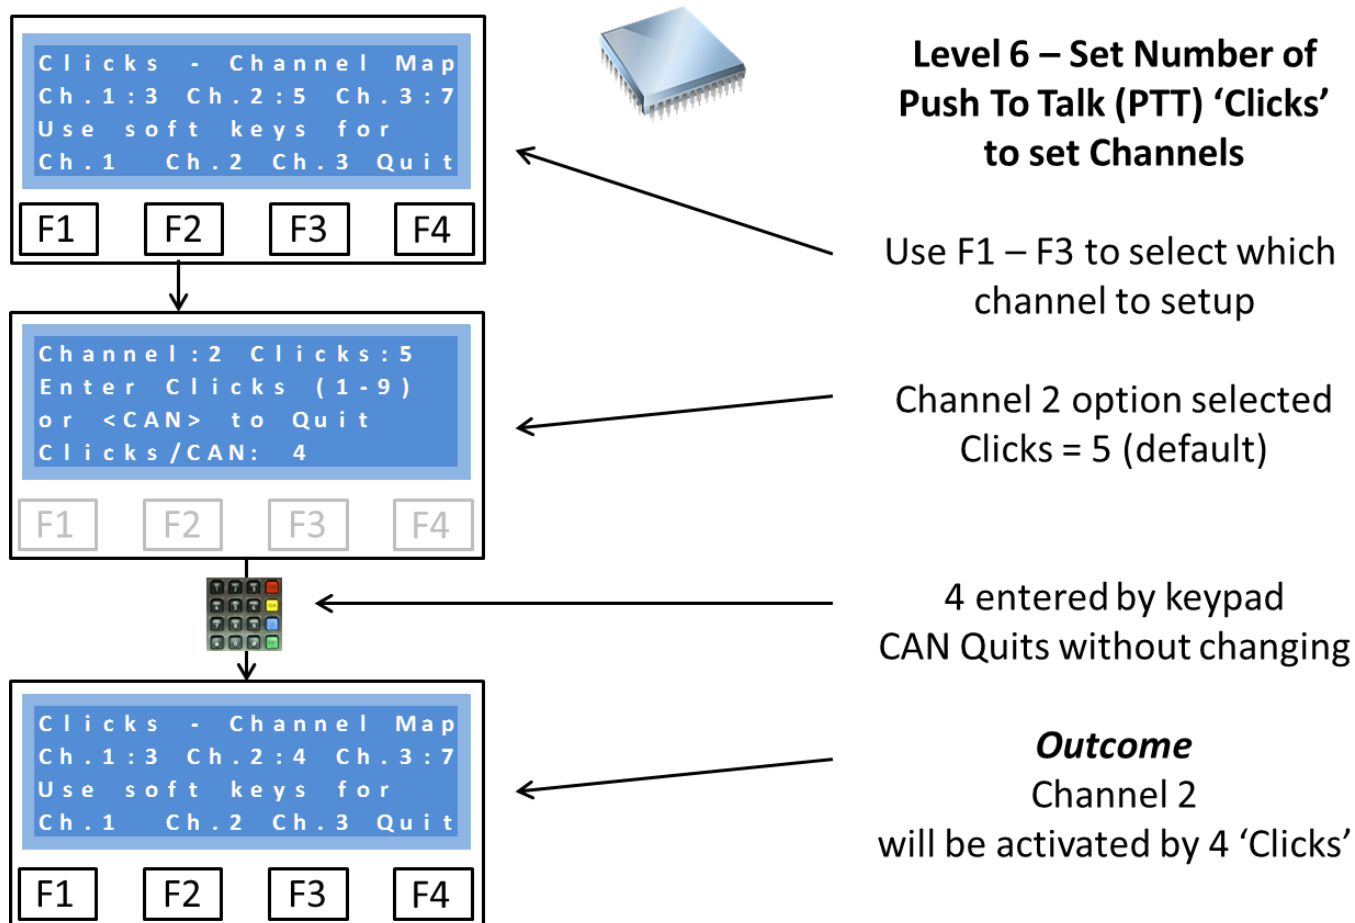 Clicks - Channel Map
Ch.1:3 Ch.2:5 Ch.3:7
Use soft keys for
Ch.1 Ch.2 Ch.3 Quit
F1 F2 F3 F4
Level 6 – Set Number of
Push To Talk (PTT) ‘Clicks’
to set Channels
Use F1 – F3 to select which
channel to setup
Channel:2 Clicks:5
Enter Clicks (1-9)
or <CAN> to Quit
Clicks/CAN: 4
F1 F2 F3 F4
Channel 2 option selected
Clicks = 5 (default)
4 entered by keypad
CAN Quits without changing
Clicks - Channel Map
Ch.1:3 Ch.2:4 Ch.3:7
Use soft keys for
Ch.1 Ch.2 Ch.3 Quit
F1 F2 F3 F4
Outcome
Channel 2
will be activated by 4 ‘Clicks’